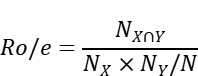 Ro/e = N_{X∩Y} / (N_X × N_Y/N)